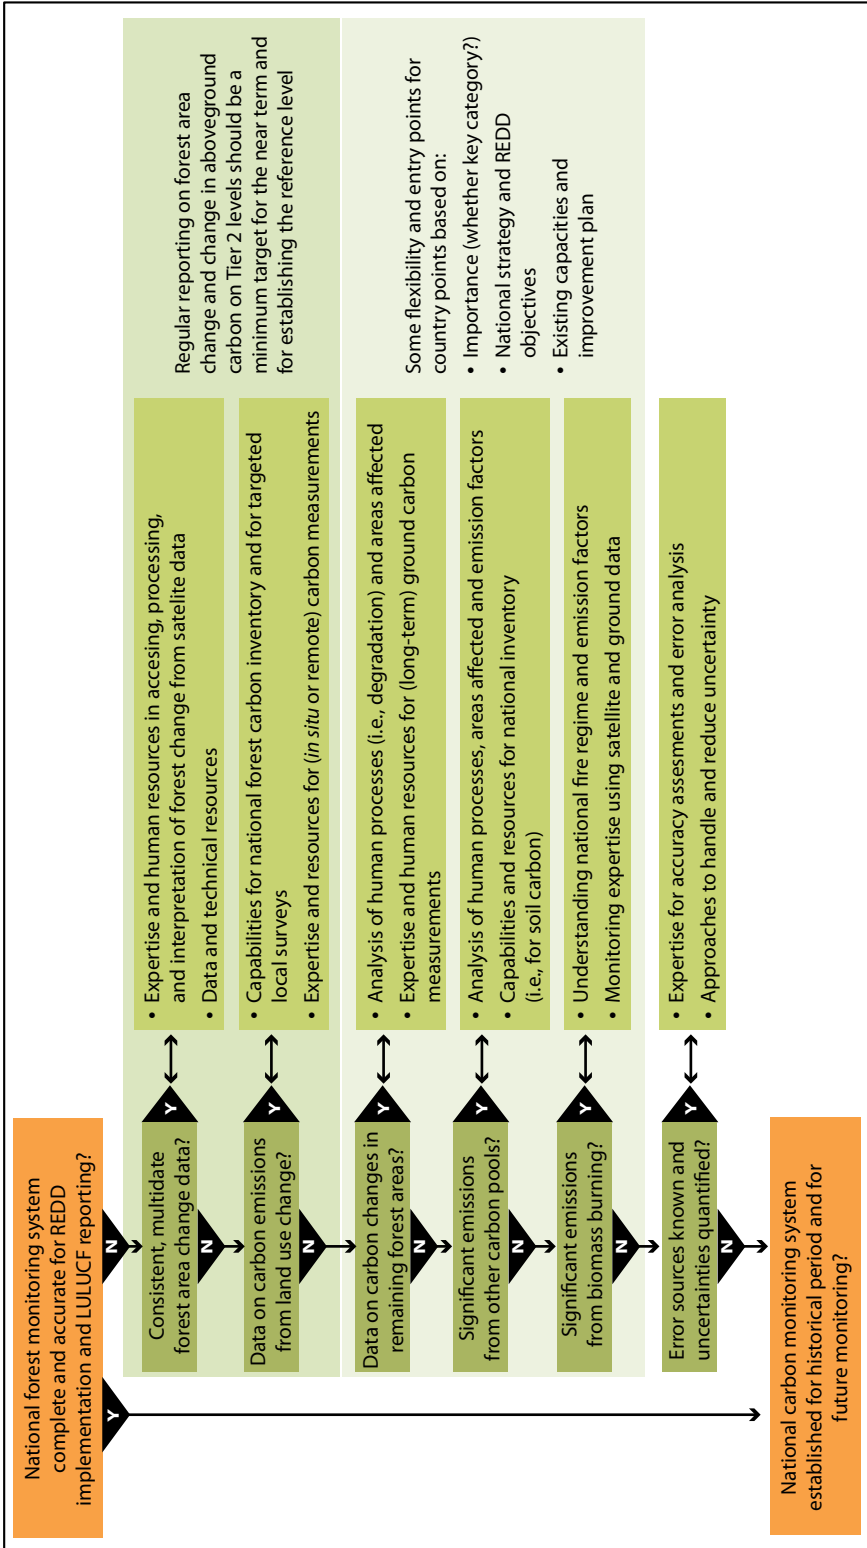 National forest monitoring system
complete and accurate for REDD
implementation and LULUCF reporting?
Y
N
Consistent, multidate
forest area change data?
Y
N
• Expertise and human resources in accesing, processing,
and interpretation of forest change from satellite data
• Data and technical resources
Data on carbon emissions
from land use change?
Y
N
• Capabilities for national forest carbon inventory and for targeted
local surveys
• Expertise and resources for (in situ or remote) carbon measurements
Regular reporting on forest area
change and change in aboveground
carbon on Tier 2 levels should be a
minimum target for the near term and
for establishing the reference level
Data on carbon changes in
remaining forest areas?
Y
N
• Analysis of human processes (i.e., degradation) and areas affected
• Expertise and human resources for (long-term) ground carbon
measurements
Significant emissions
from other carbon pools?
Y
N
• Analysis of human processes, areas affected and emission factors
• Capabilities and resources for national inventory
(i.e., for soil carbon)
Significant emissions
from biomass burning?
Y
N
• Understanding national fire regime and emission factors
• Monitoring expertise using satellite and ground data
Some flexibility and entry points for
country points based on:
• Importance (whether key category?)
• National strategy and REDD
objectives
• Existing capacities and
improvement plan
Error sources known and
uncertainties quantified?
Y
N
• Expertise for accuracy assesments and error analysis
• Approaches to handle and reduce uncertainty
National carbon monitoring system
established for historical period and for
future monitoring?